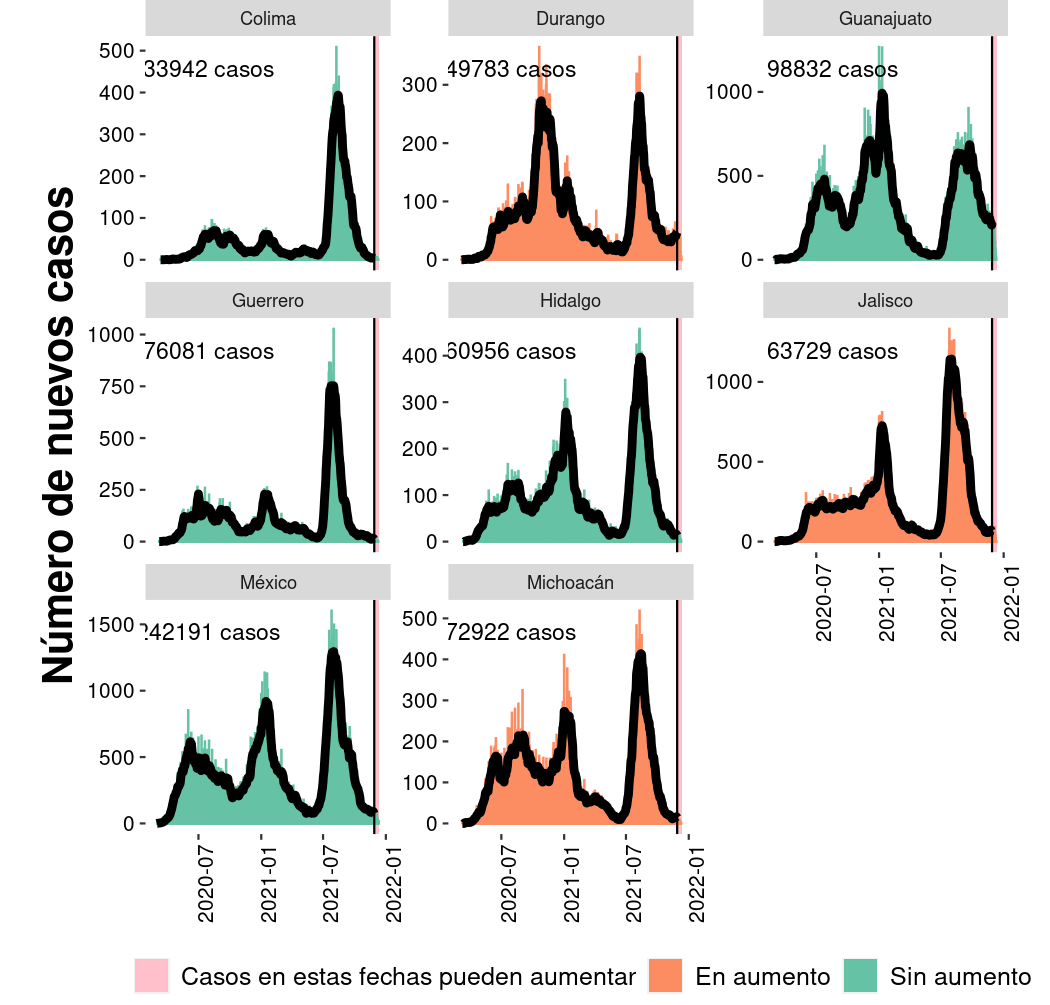 Número de nuevos casos
Colima
33942 casos
500
400
300
200
100
0
Durango
49783 casos
300
200
100
0
Guanajuato
98832 casos
1000
500
0
Guerrero
76081 casos
1000
750
500
250
0
Hidalgo
60956 casos
400
300
200
100
0
Jalisco
63729 casos
1000
500
0
2020-07
2021-01
2021-07
2022-01
México
242191 casos
1500
1000
500
0
2020-07
2021-01
2021-07
2022-01
Michoacán
72922 casos
500
400
300
200
100
0
2020-07
2021-01
2021-07
2022-01
Casos en estas fechas pueden aumentar
En aumento
Sin aumento